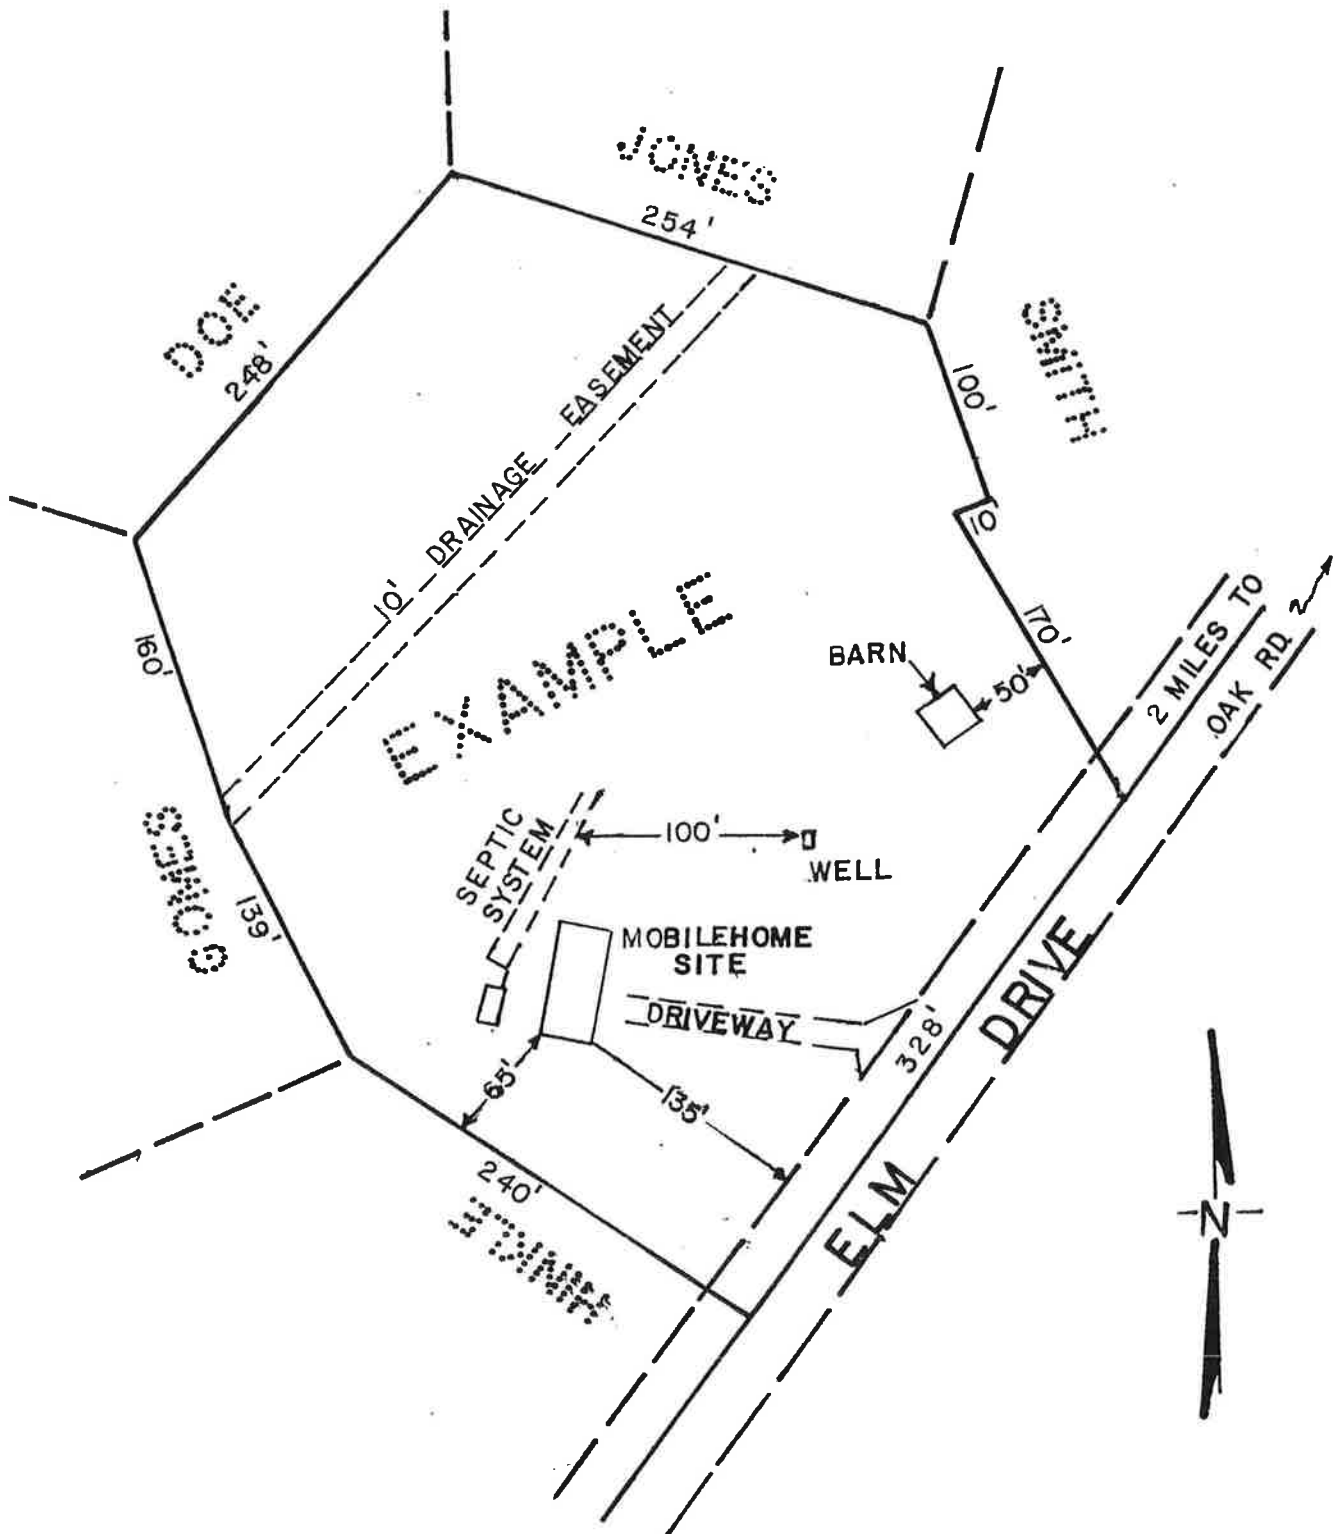 JONES
254'
DOE
248'
SMITH
100'
10
10' DRAINAGE EASEMENT
170'
2 MILES TO
OAK RD.
160'
EXAMPLE
BARN
50'
SEPTIC
SYSTEM
100'
WELL
GOMES
139'
MOBILEHOME
SITE
DRIVEWAY
328'
ELM DRIVE
65'
135'
240'
N